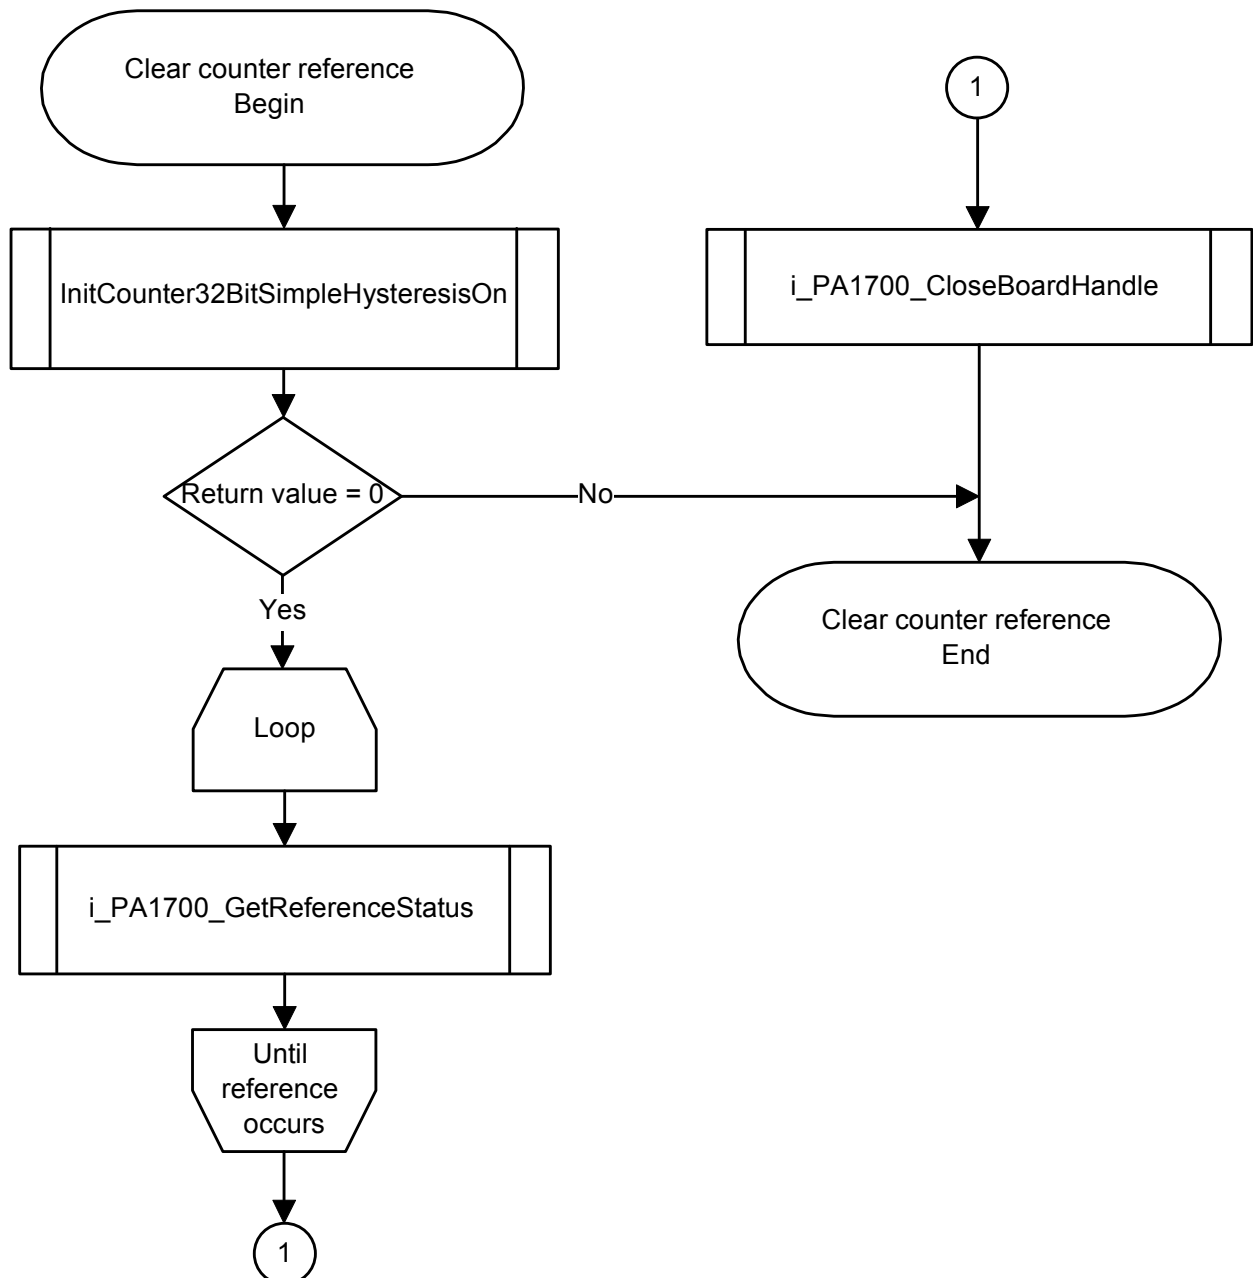 Clear counter reference
Begin
InitCounter32BitSimpleHysteresisOn
Return value = 0
No
Yes
Loop
i_PA1700_GetReferenceStatus
Until
reference
occurs
1
1
i_PA1700_CloseBoardHandle
Clear counter reference
End